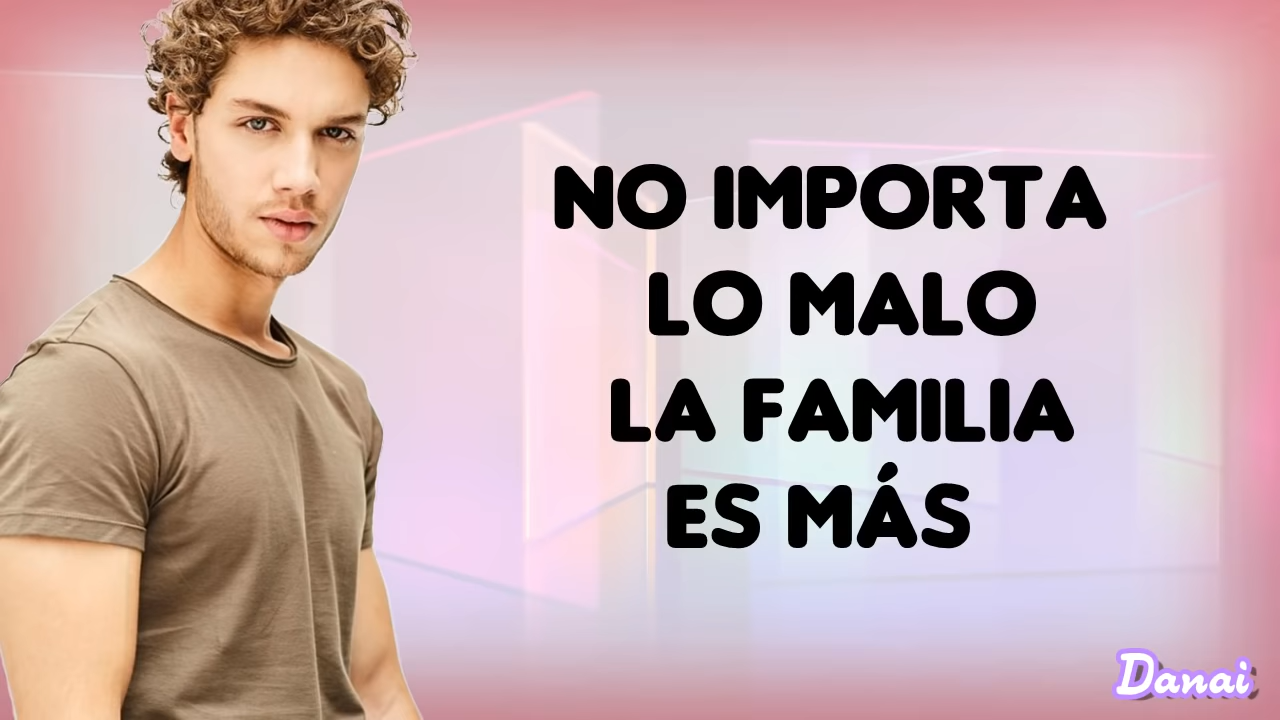 NO IMPORTA
LO MALO
LA FAMILIA
ES MÁS
Danai